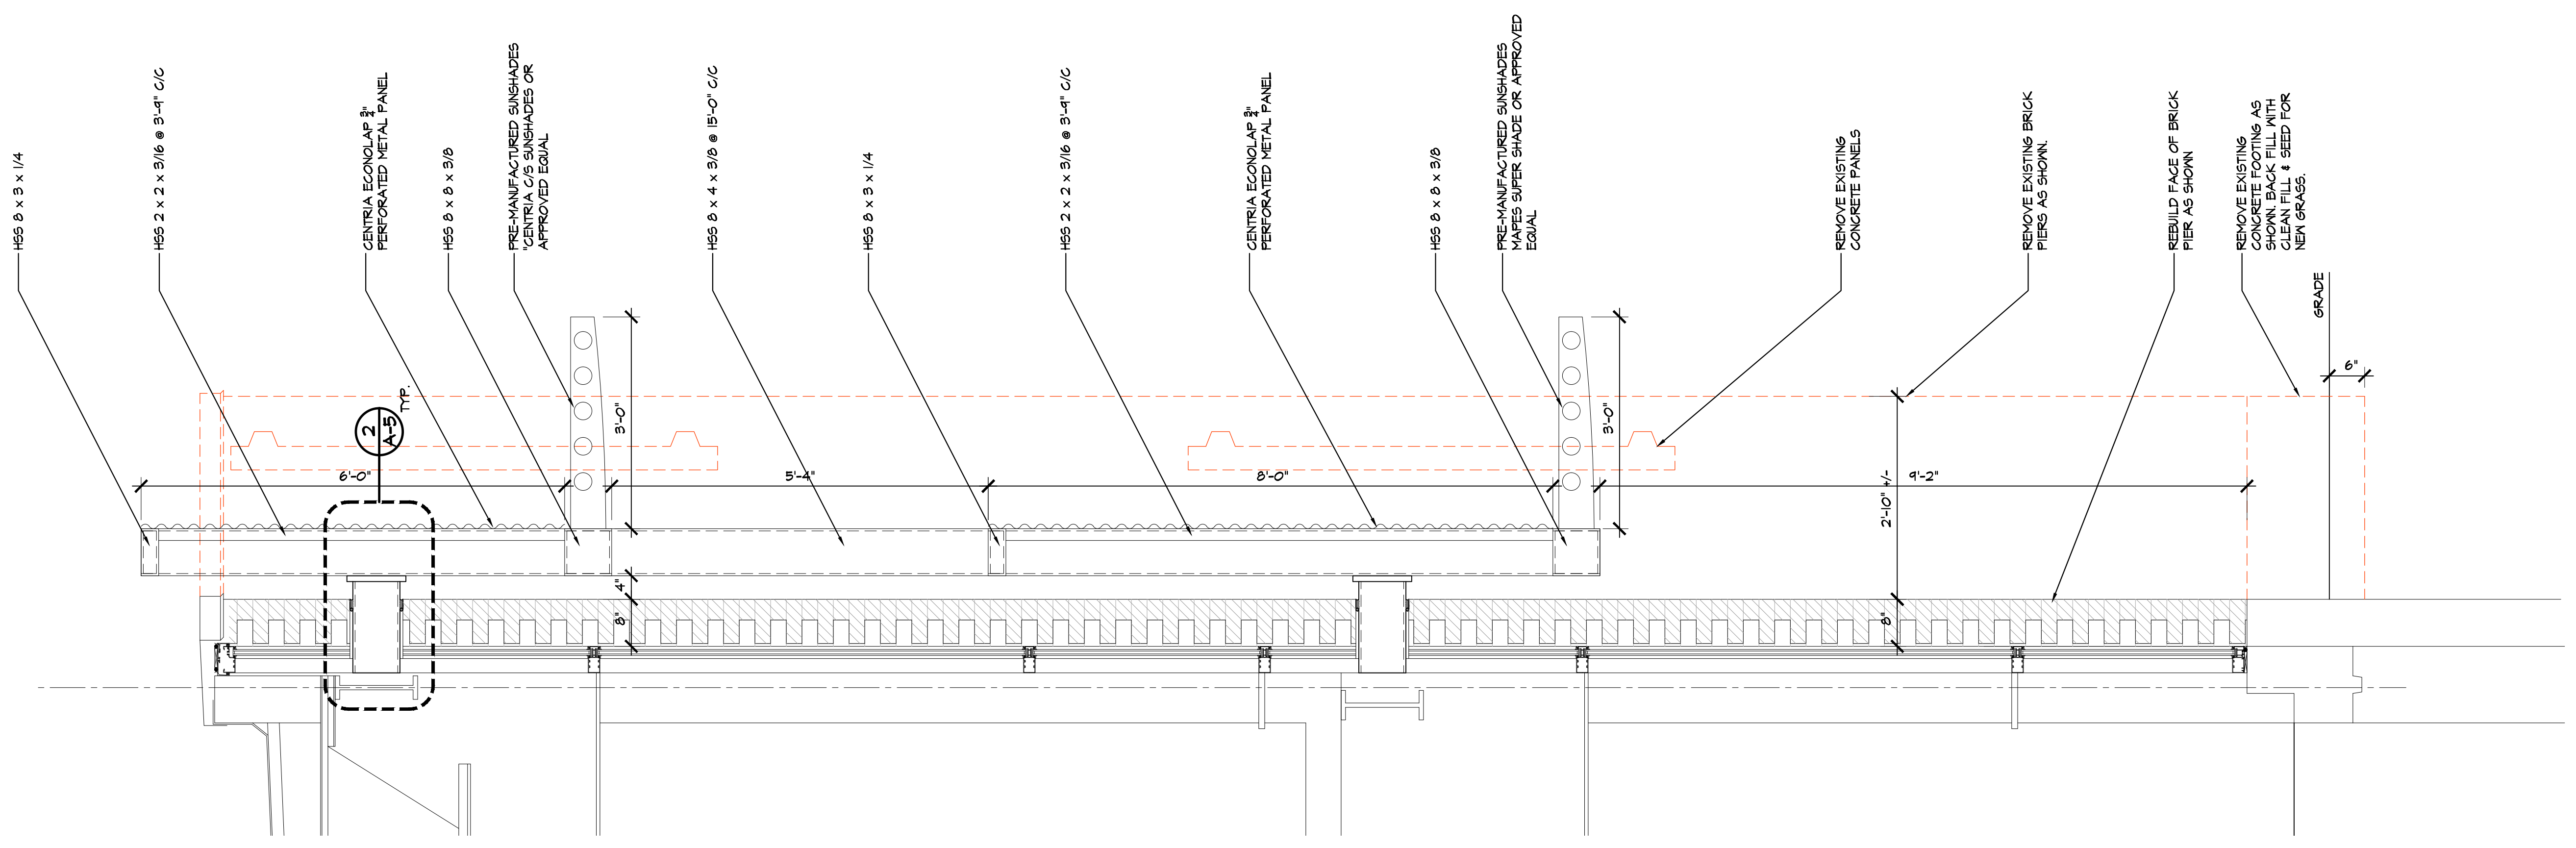 HSS 8 x 3 x 1/4
HSS 2 x 2 x 3/16 @ 3'-9" C/C
CENTRIA ECONOLAP 3/4"
PERFORATED METAL PANEL
HSS 8 x 8 x 3/8
PRE-MANUFACTURED SUNSHADES
"CENTRIA C/S SUNSHADES OR
APPROVED EQUAL
HSS 8 x 4 x 3/8 @ 15'-0" C/C
HSS 8 x 3 x 1/4
HSS 2 x 2 x 3/16 @ 3'-9" C/C
CENTRIA ECONOLAP 3/4"
PERFORATED METAL PANEL
HSS 8 x 8 x 3/8
PRE-MANUFACTURED SUNSHADES
MAPES SUPER SHADE OR APPROVED
EQUAL
REMOVE EXISTING
CONCRETE PANELS
REMOVE EXISTING BRICK
PIERS AS SHOWN.
REBUILD FACE OF BRICK
PIER AS SHOWN
REMOVE EXISTING
CONCRETE FOOTING AS
SHOWN. BACK FILL WITH
CLEAN FILL & SEED FOR
NEW GRASS.
GRADE
6"
2
A-5
TYP.
3'-0"
3'-0"
6'-0"
5'-4"
8'-0"
9'-2"
2'-10" +/-
4"
8"
8"